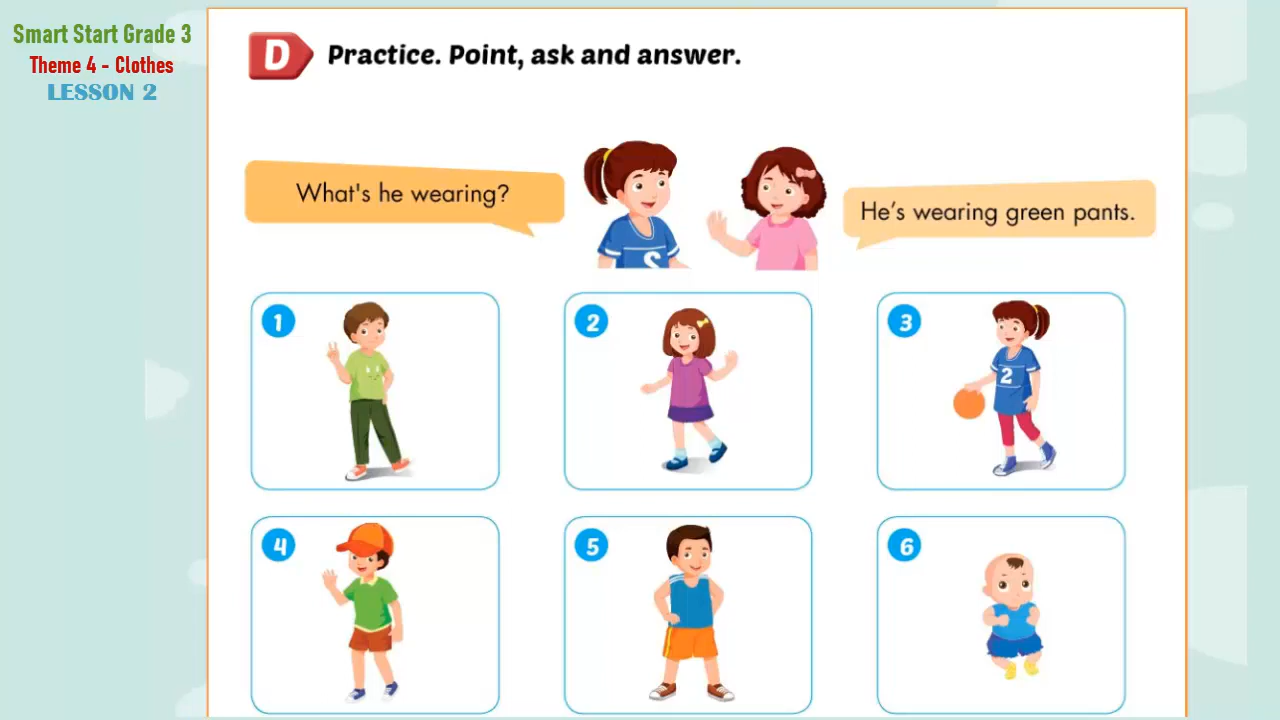 Smart Start Grade 3
Theme 4 - Clothes
LESSON 2
D Practice. Point, ask and answer.
What's he wearing?
He's wearing green pants.
S
1
2
3
2
4
5
6